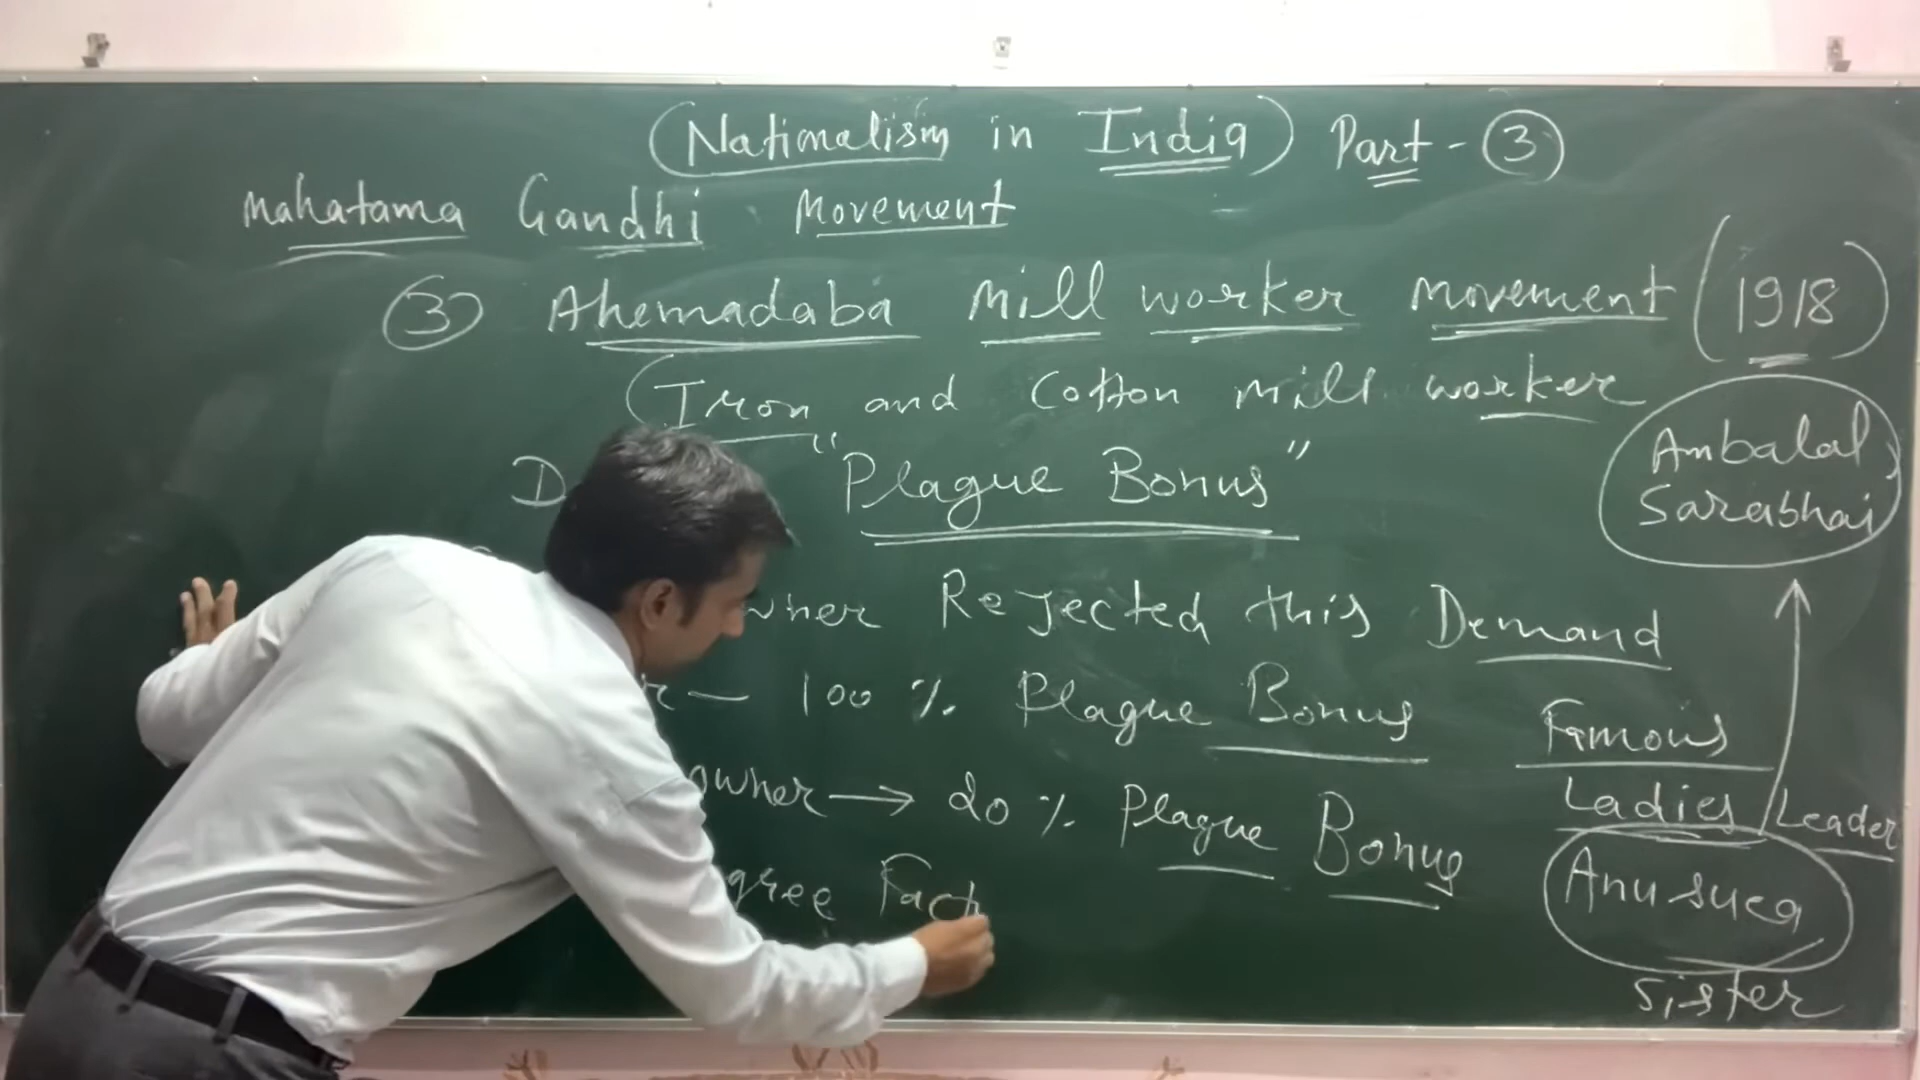 (Nationalism in India) Part - ③
Mahatama Gandhi Movement
③ Ahemadaba Mill worker movement (1918)
(Iron and Cotton Mill worker
"Plague Bonus"
Ambalal
Sarabhai
Rejected this Demand
100 % Plague Bonus
Famous
Ladies Leader
owner → 20 % Plague Bonus
Anusuea
sister